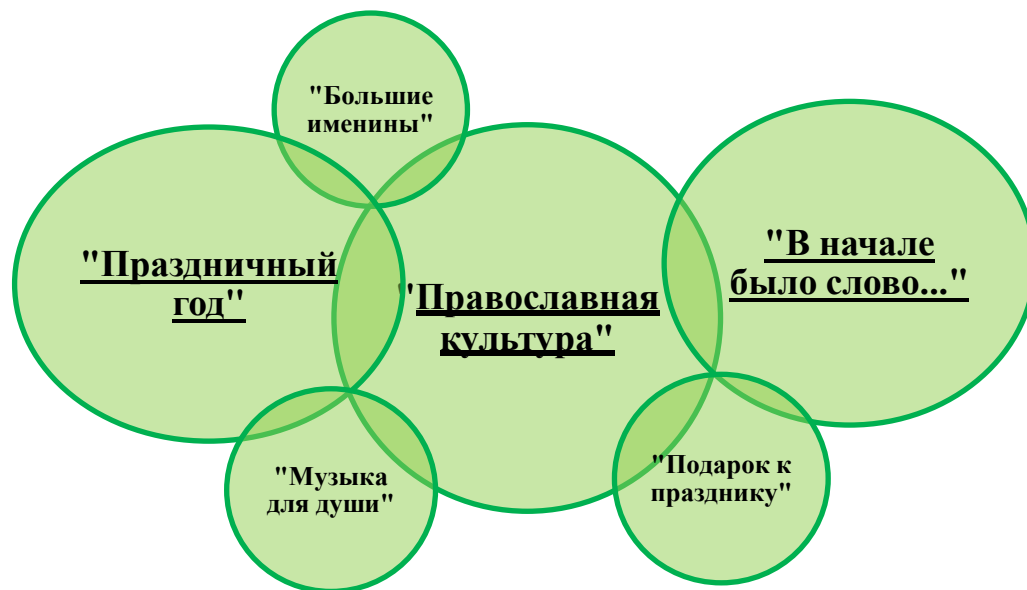 "Большие
именины"
"Праздничный
год"
"Православная
культура"
"В начале
было слово..."
"Музыка
для души"
"Подарок к
празднику"